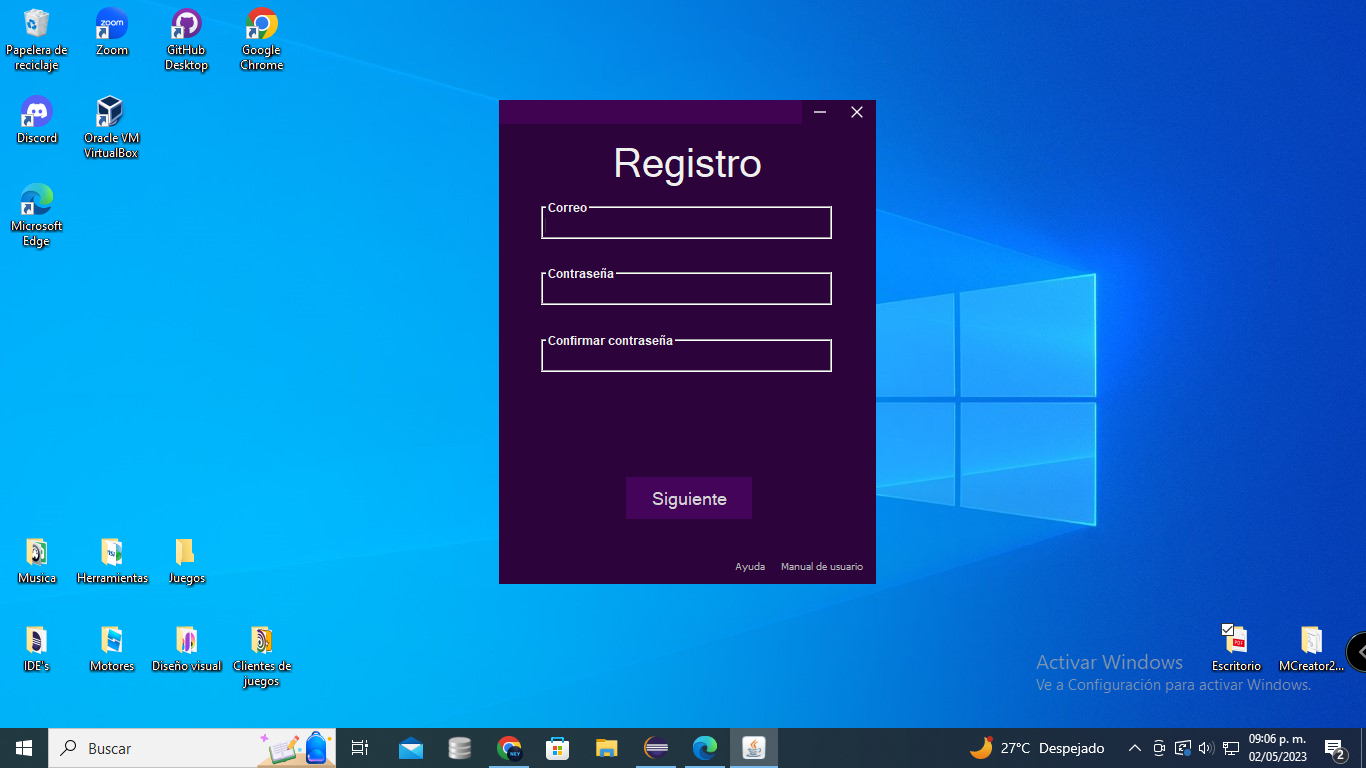 Papelera de
reciclaje
Zoom
GitHub
Desktop
Google
Chrome
zoom
Discord
Oracle VM
VirtualBox
Microsoft
Edge
Registro
Correo
Contraseña
Confirmar contraseña
Siguiente
Ayuda
Manual de usuario
Musica
Herramientas
Juegos
IDE's
Motores
Diseño visual
Clientes de
juegos
Escritorio
MCreator2...
Activar Windows
Ve a Configuración para activar Windows.
Buscar
27°C Despejado
09:06 p. m.
02/05/2023
2